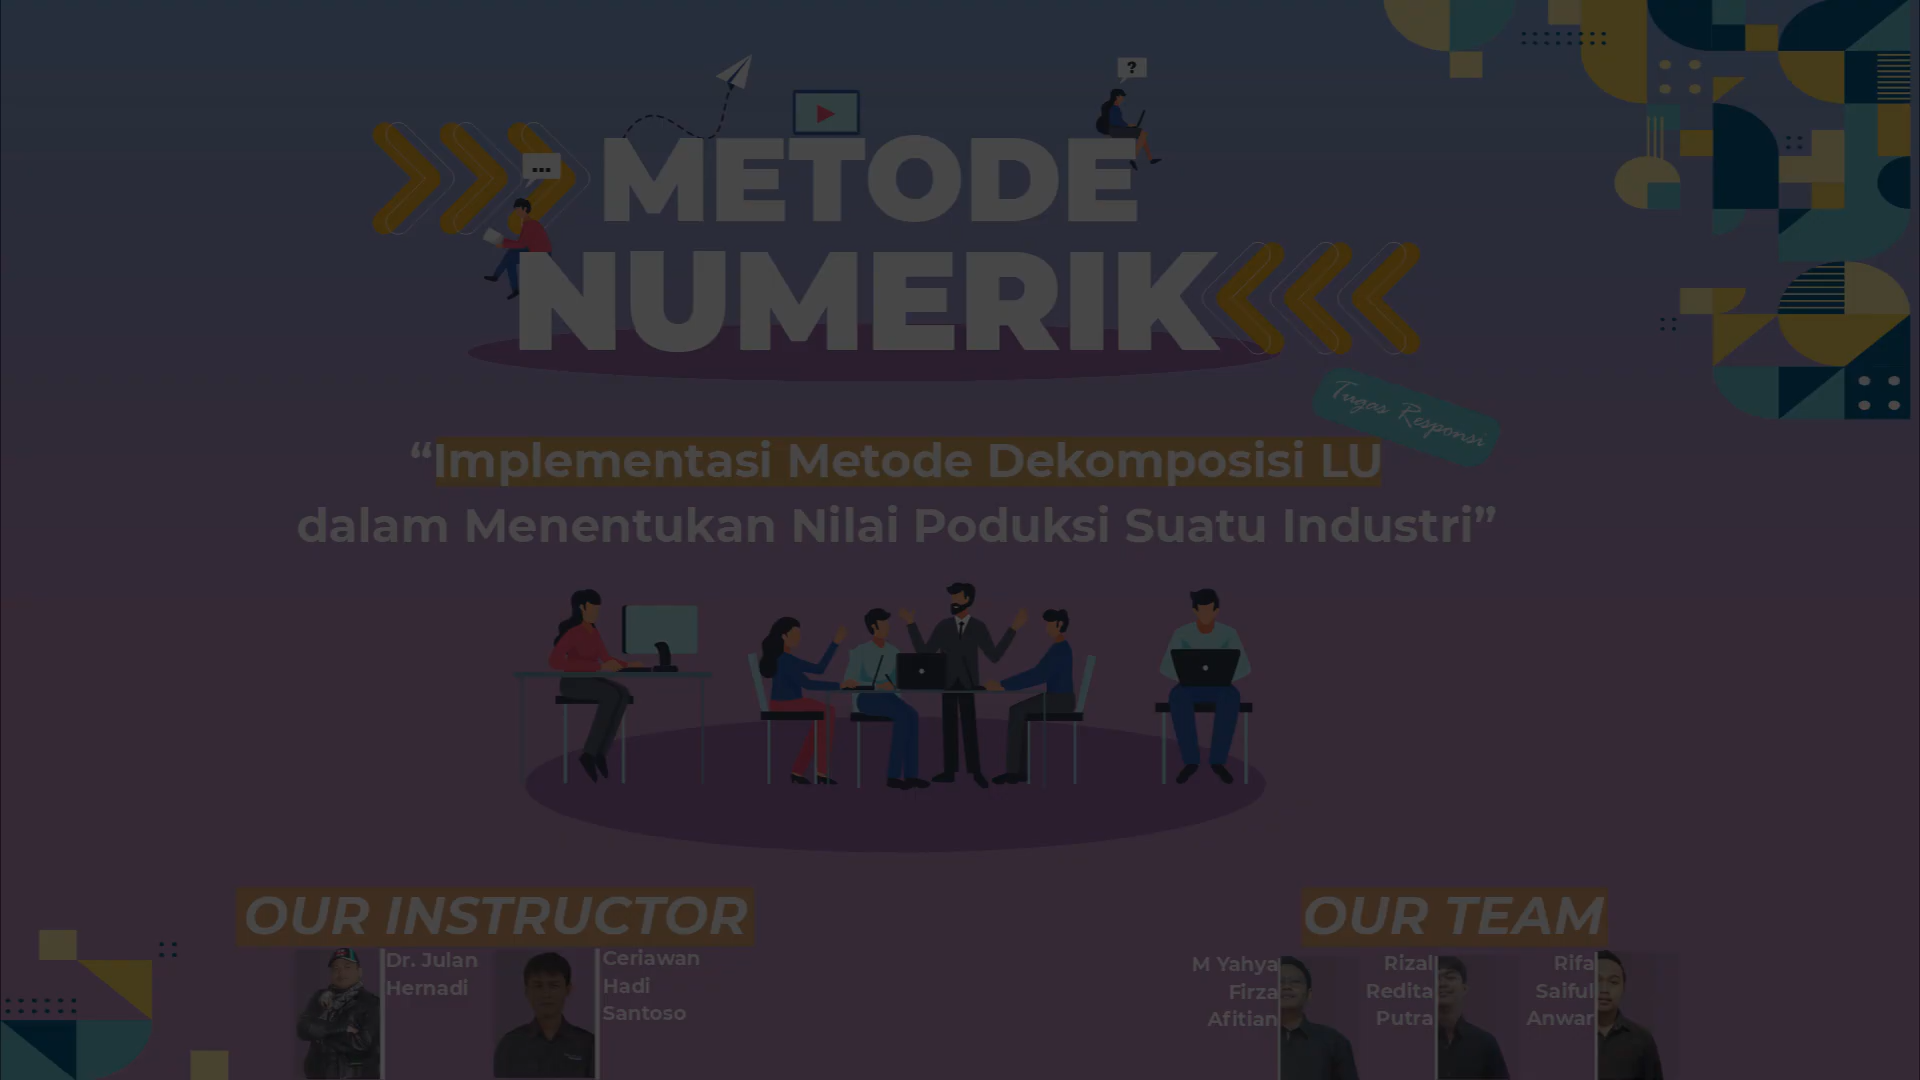 ?
...
METODE
NUMERIK
Tugas Responsi
“Implementasi Metode Dekomposisi LU
dalam Menentukan Nilai Poduksi Suatu Industri”
OUR INSTRUCTOR
Dr. Julan
Hernadi
Ceriawan
Hadi
Santoso
OUR TEAM
M Yahya
Firza
Afitian
Rizal
Redita
Putra
Rifa
Saiful
Anwar